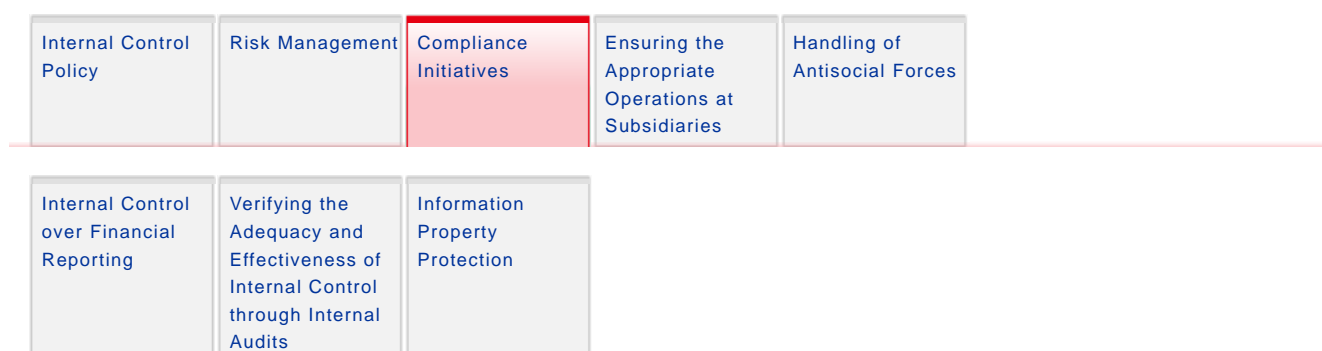 Internal Control
Policy
Risk Management
Compliance
Initiatives
Ensuring the
Appropriate
Operations at
Subsidiaries
Handling of
Antisocial Forces
Internal Control
over Financial
Reporting
Verifying the
Adequacy and
Effectiveness of
Internal Control
through Internal
Audits
Information
Property
Protection